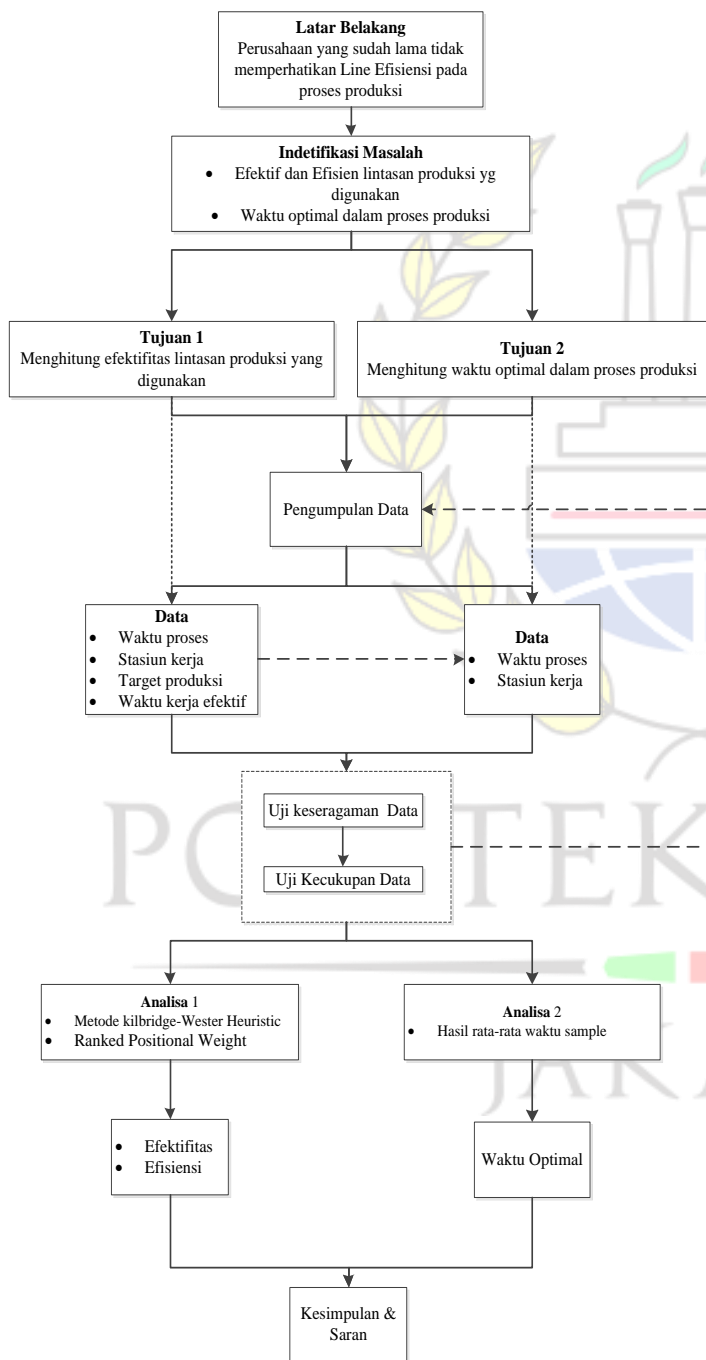 Latar Belakang
Perusahaan yang sudah lama tidak
memperhatikan Line Efisiensi pada
proses produksi
Indetifikasi Masalah
• Efektif dan Efisien lintasan produksi yg
digunakan
• Waktu optimal dalam proses produksi
Tujuan 1
Menghitung efektifitas lintasan produksi yang
digunakan
Tujuan 2
Menghitung waktu optimal dalam proses produksi
Pengumpulan Data
Data
• Waktu proses
• Stasiun kerja
• Target produksi
• Waktu kerja efektif
Data
• Waktu proses
• Stasiun kerja
Uji keseragaman Data
Uji Kecukupan Data
Analisa 1
• Metode kilbridge-Wester Heuristic
• Ranked Positional Weight
Analisa 2
• Hasil rata-rata waktu sample
• Efektifitas
• Efisiensi
Waktu Optimal
Kesimpulan &
Saran